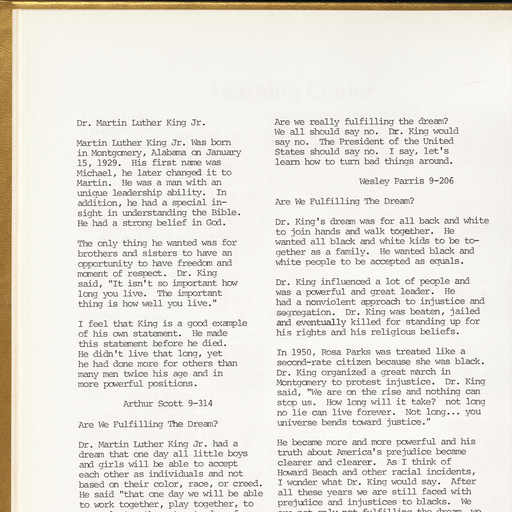 Dr. Martin Luther King Jr.
Martin Luther King Jr. Was born
in Montgomery, Alabama on January
15, 1929.  His first name was
Michael, he later changed it to
Martin.  He was a man with an
unique leadership ability.  In
addition, he had a special in-
sight in understanding the Bible.
He had a strong belief in God.
The only thing he wanted was for
brothers and sisters to have an
opportunity to have freedom and
moment of respect.  Dr. King
said, "It isn't so important how
long you live.  The important
thing is how well you live."
I feel that King is a good example
of his own statement.  He made
this statement before he died.
He didn't live that long, yet
he had done more for others than
many men twice his age and in
more powerful positions.
Arthur Scott 9-314
Are We Fulfilling The Dream?
Dr. Martin Luther King Jr. had a
dream that one day all little boys
and girls will be able to accept
each other as individuals and not
based on their color, race, or creed.
He said "that one day we will be able
to work together, play together, to
Are we really fulfilling the dream?
We all should say no.  Dr. King would
say no.  The President of the United
States should say no.  I say, let's
learn how to turn bad things around.
Wesley Parris 9-206
Are We Fulfilling The Dream?
Dr. King's dream was for all back and white
to join hands and walk together.  He
wanted all black and white kids to be to-
gether as a family.  He wanted black and
white people to be accepted as equals.
Dr. King influenced a lot of people and
was a powerful and great leader.  He
had a nonviolent approach to injustice and
segregation.  Dr. King was beaten, jailed
and eventually killed for standing up for
his rights and his religious beliefs.
In 1950, Rosa Parks was treated like a
second-rate citizen because she was black.
Dr. King organized a great march in
Montgomery to protest injustice.  Dr. King
said, "We are on the rise and nothing can
stop us.  How long will it take?  not long
no lie can live forever.  Not long... you
universe bends toward justice."
He became more and more powerful and his
truth about America's prejudice became
clearer and clearer.  As I think of
Howard Beach and other racial incidents,
I wonder what Dr. King would say.  After
all these years we are still faced with
prejudice and injustices to blacks.  We